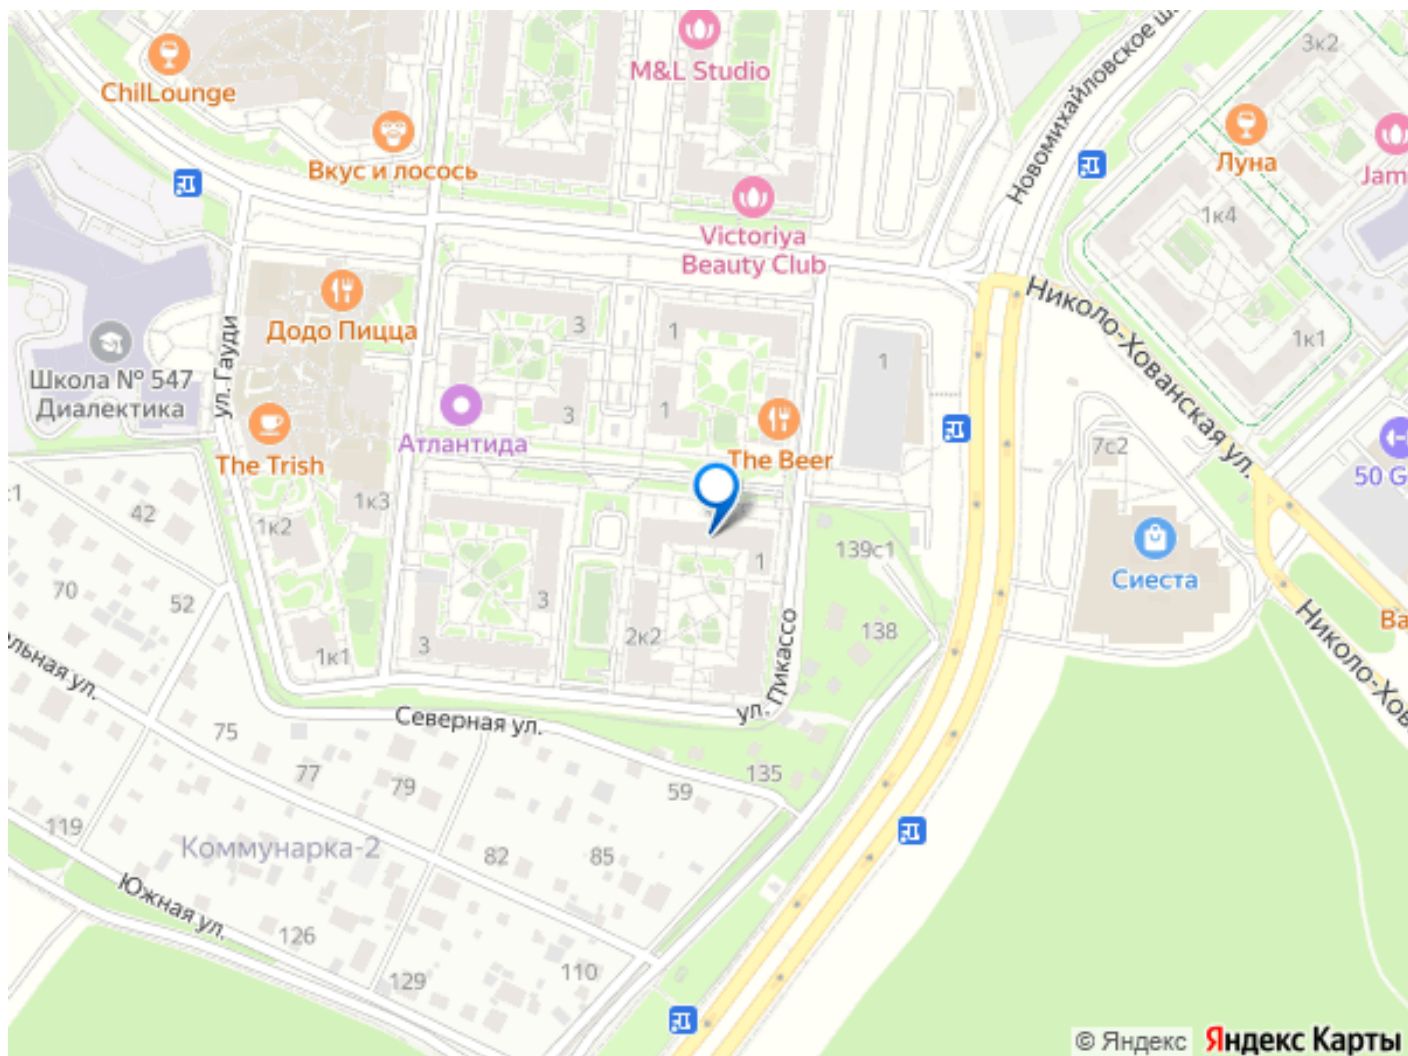 3к2
M&L Studio
ChilLounge
Новомихайловское ш
Луна
Jam
Вкус и лосось
1к4
Victoriya
Beauty Club
Николо-Хованская ул.
Додо Пицца
3
1
1
1к1
ул. Гауди
Школа № 547
Диалектика
3
1
Атлантида
The Trish
The Beer
7с2
50 G
1к3
42
1к2
139с1
1
Сиеста
70
52
3
2к2
138
Ва
3
1к1
льная ул.
ул. Пикассо
Николо-Хов
Северная ул.
75
77
79
59
135
119
Коммунарка-2
82
85
Южная ул.
126
129
110
© Яндекс Яндекс Карты